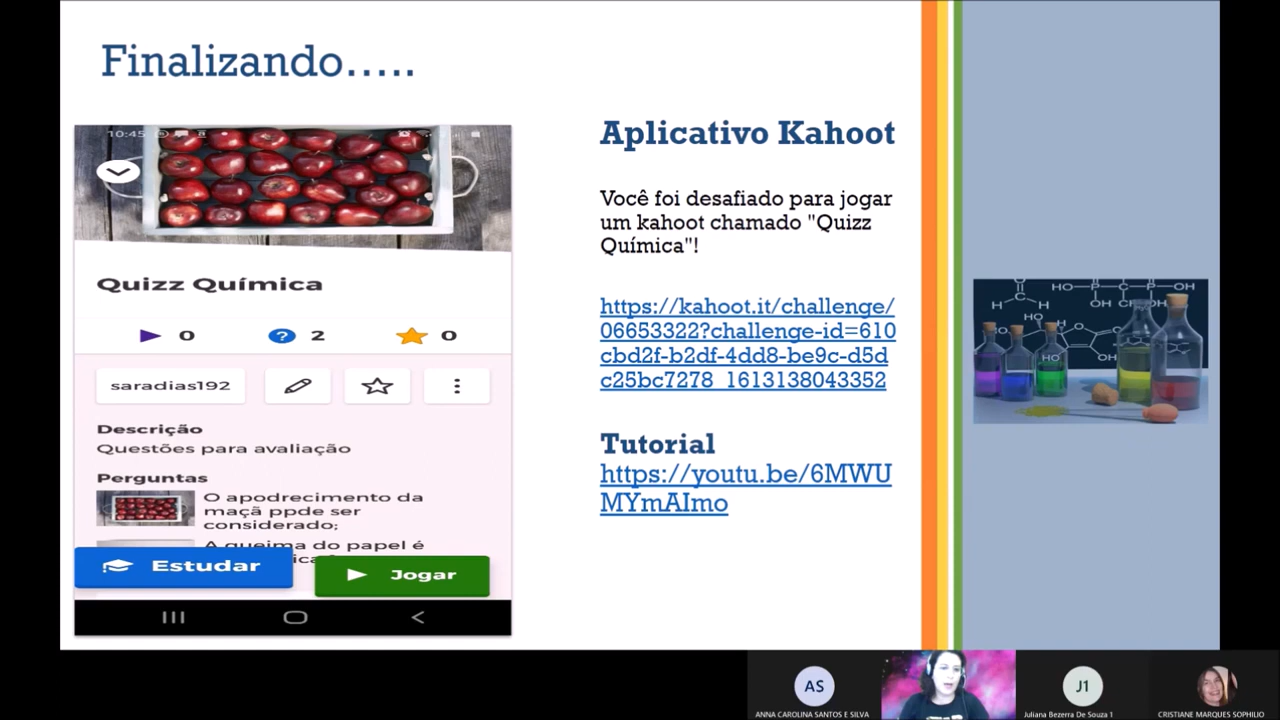 Finalizando.....
10:45
Quizz Química
0
2
0
saradias192
Descrição
Questões para avaliação
Perguntas
O apodrecimento da
maçã ppde ser
considerado;
A queima do papel é
Estudar
Jogar
Aplicativo Kahoot
Você foi desafiado para jogar
um kahoot chamado "Quizz
Química"!
https://kahoot.it/challenge/
06653322?challenge-id=610
cbd2f-b2df-4dd8-be9c-d5d
c25bc7278_1613138043352
Tutorial
https://youtu.be/6MWU
MYmAImo
AS
ANNA CAROLINA SANTOS E SILVA
J1
Juliana Bezerra De Souza 1
CRISTIANE MARQUES SOPHILIO